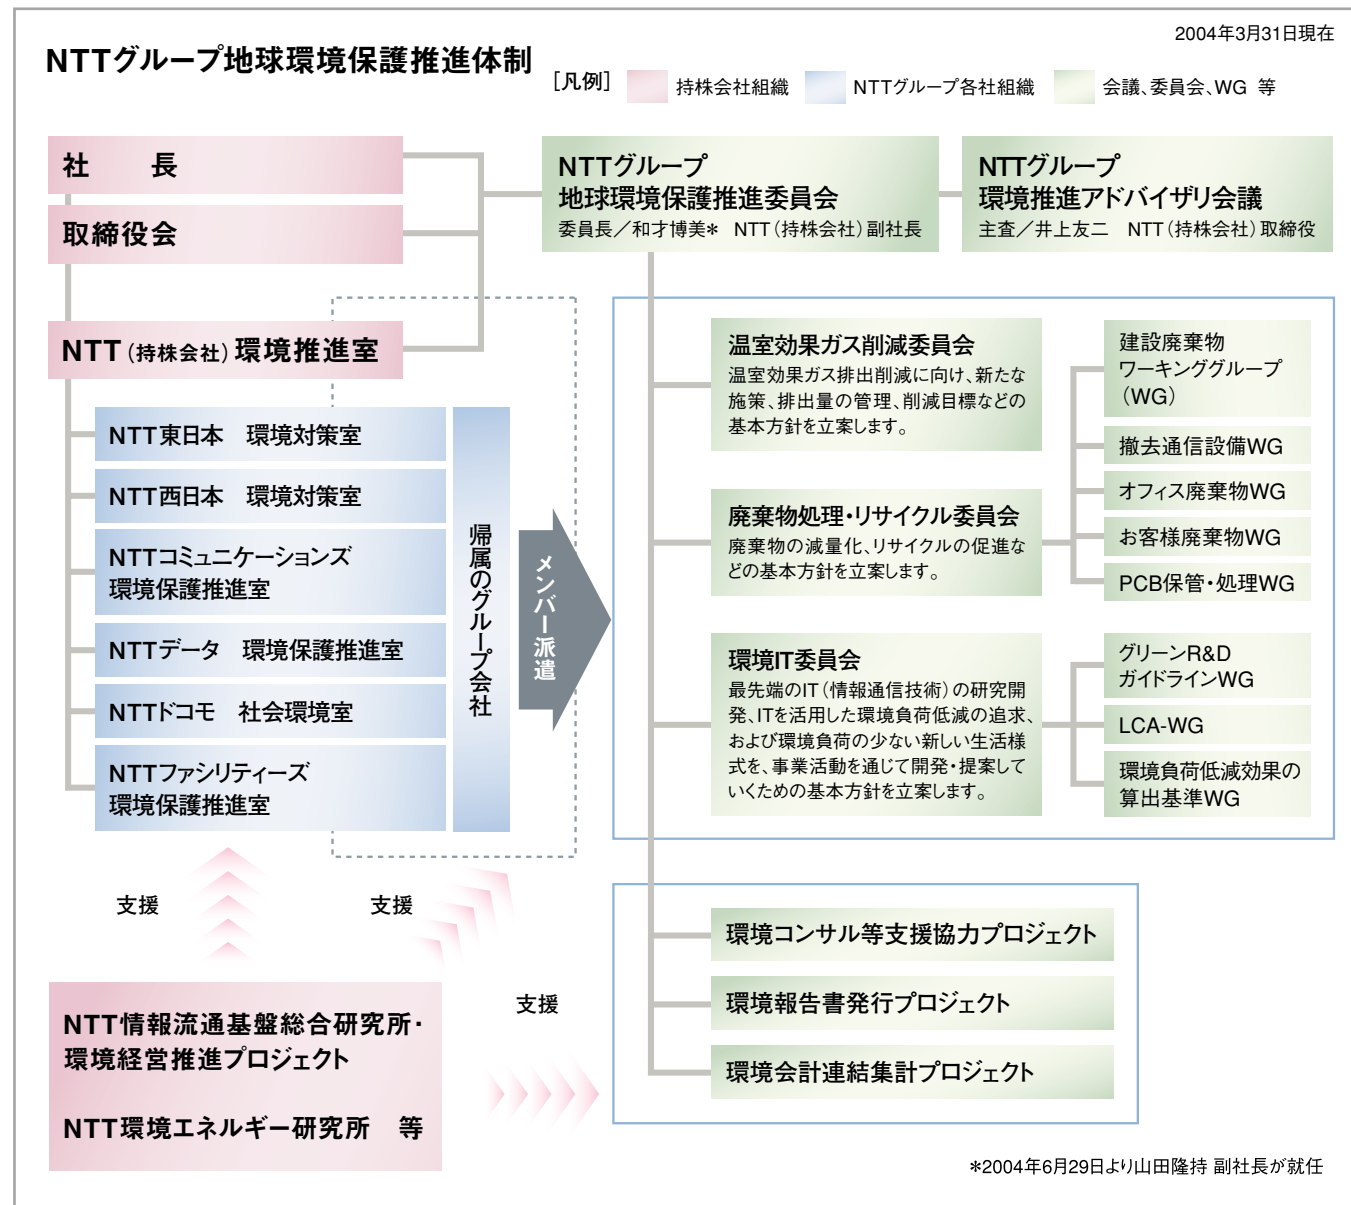 2004年3月31日現在
NTTグループ地球環境保護推進体制
[凡例]
持株会社組織
NTTグループ各社組織
会議、委員会、WG 等
社　長
取締役会
NTT（持株会社）環境推進室
NTTグループ
地球環境保護推進委員会
委員長／和才博美＊ NTT（持株会社）副社長
NTTグループ
環境推進アドバイザリ会議
主査／井上友二 NTT（持株会社）取締役
NTT東日本 環境対策室
NTT西日本 環境対策室
NTTコミュニケーションズ
環境保護推進室
NTTデータ 環境保護推進室
NTTドコモ 社会環境室
NTTファシリティーズ
環境保護推進室
帰属のグループ会社
メンバー派遣
温室効果ガス削減委員会
温室効果ガス排出削減に向け、新たな
施策、排出量の管理、削減目標などの
基本方針を立案します。
廃棄物処理・リサイクル委員会
廃棄物の減量化、リサイクルの促進な
どの基本方針を立案します。
建設廃棄物
ワーキンググループ
（WG）
撤去通信設備WG
オフィス廃棄物WG
お客様廃棄物WG
PCB保管・処理WG
環境IT委員会
最先端のIT（情報通信技術）の研究開
発、ITを活用した環境負荷低減の追求、
および環境負荷の少ない新しい生活様
式を、事業活動を通じて開発・提案して
いくための基本方針を立案します。
グリーンR&D
ガイドラインWG
LCA-WG
環境負荷低減効果の
算出基準WG
支援
支援
支援
環境コンサル等支援協力プロジェクト
環境報告書発行プロジェクト
環境会計連結集計プロジェクト
NTT情報流通基盤総合研究所・
環境経営推進プロジェクト
NTT環境エネルギー研究所 等
＊2004年6月29日より山田隆持 副社長が就任